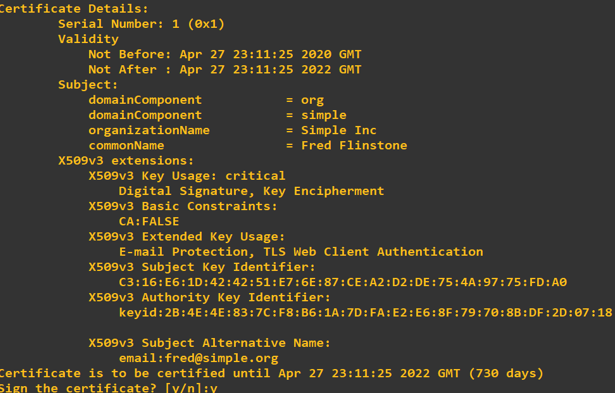 Certificate Details:
Serial Number: 1 (0x1)
Validity
Not Before: Apr 27 23:11:25 2020 GMT
Not After : Apr 27 23:11:25 2022 GMT
Subject:
domainComponent = org
domainComponent = simple
organizationName = Simple Inc
commonName = Fred Flinstone
X509v3 extensions:
X509v3 Key Usage: critical
Digital Signature, Key Encipherment
X509v3 Basic Constraints:
CA:FALSE
X509v3 Extended Key Usage:
E-mail Protection, TLS Web Client Authentication
X509v3 Subject Key Identifier:
C3:16:E6:1D:42:42:51:E7:6E:87:CE:A2:D2:DE:75:4A:97:75:FD:A0
X509v3 Authority Key Identifier:
keyid:2B:4E:4E:83:7C:F8:B6:1A:7D:FA:E2:E6:8F:79:70:8B:DF:2D:07:18
X509v3 Subject Alternative Name:
email:fred@simple.org
Certificate is to be certified until Apr 27 23:11:25 2022 GMT (730 days)
Sign the certificate? [y/n]:y